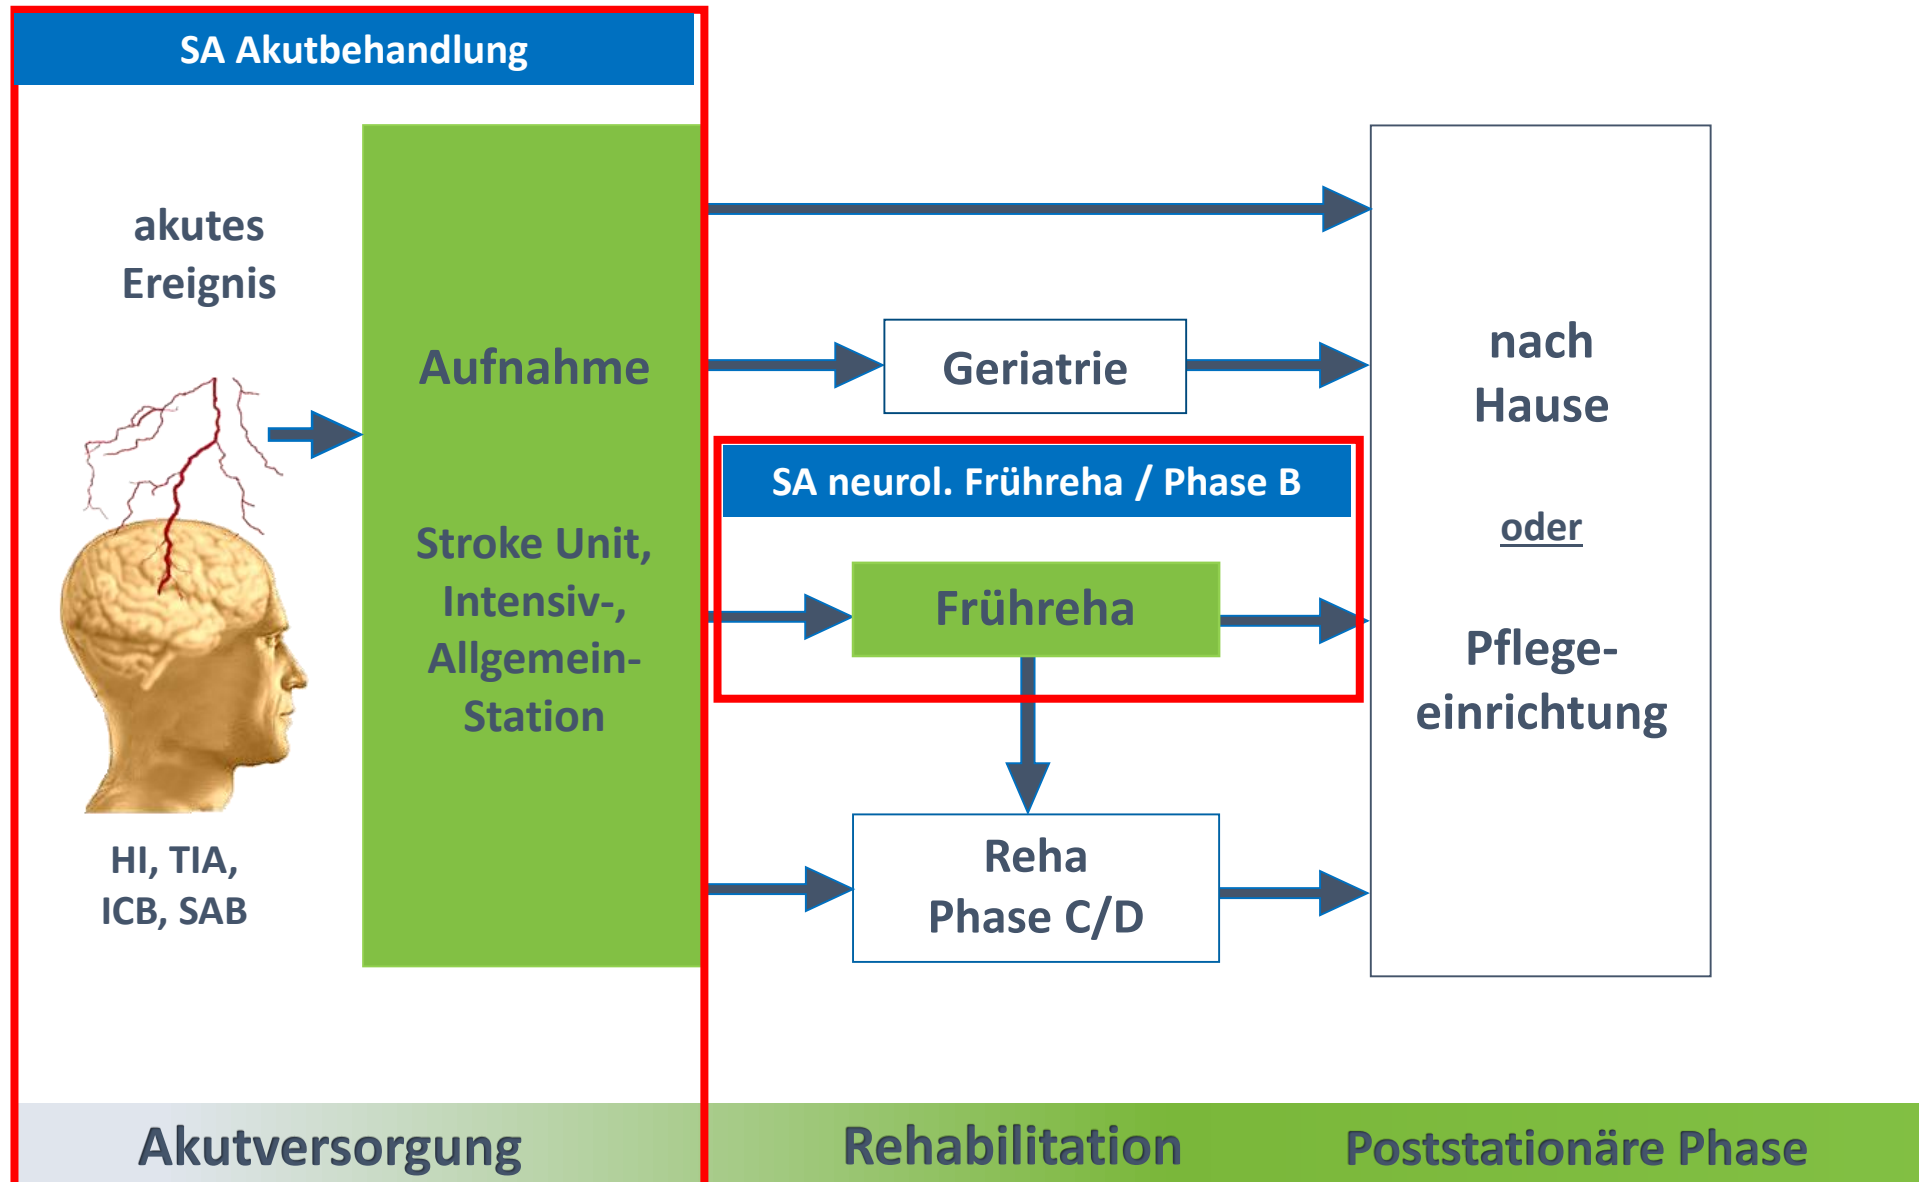 SA Akutbehandlung
akutes
Ereignis
HI, TIA,
ICB, SAB
Aufnahme
Stroke Unit,
Intensiv-,
Allgemein-
Station
Geriatrie
SA neurol. Frühreha / Phase B
Frühreha
Reha
Phase C/D
nach
Hause
oder
Pflege-
einrichtung
Akutversorgung
Rehabilitation
Poststationäre Phase